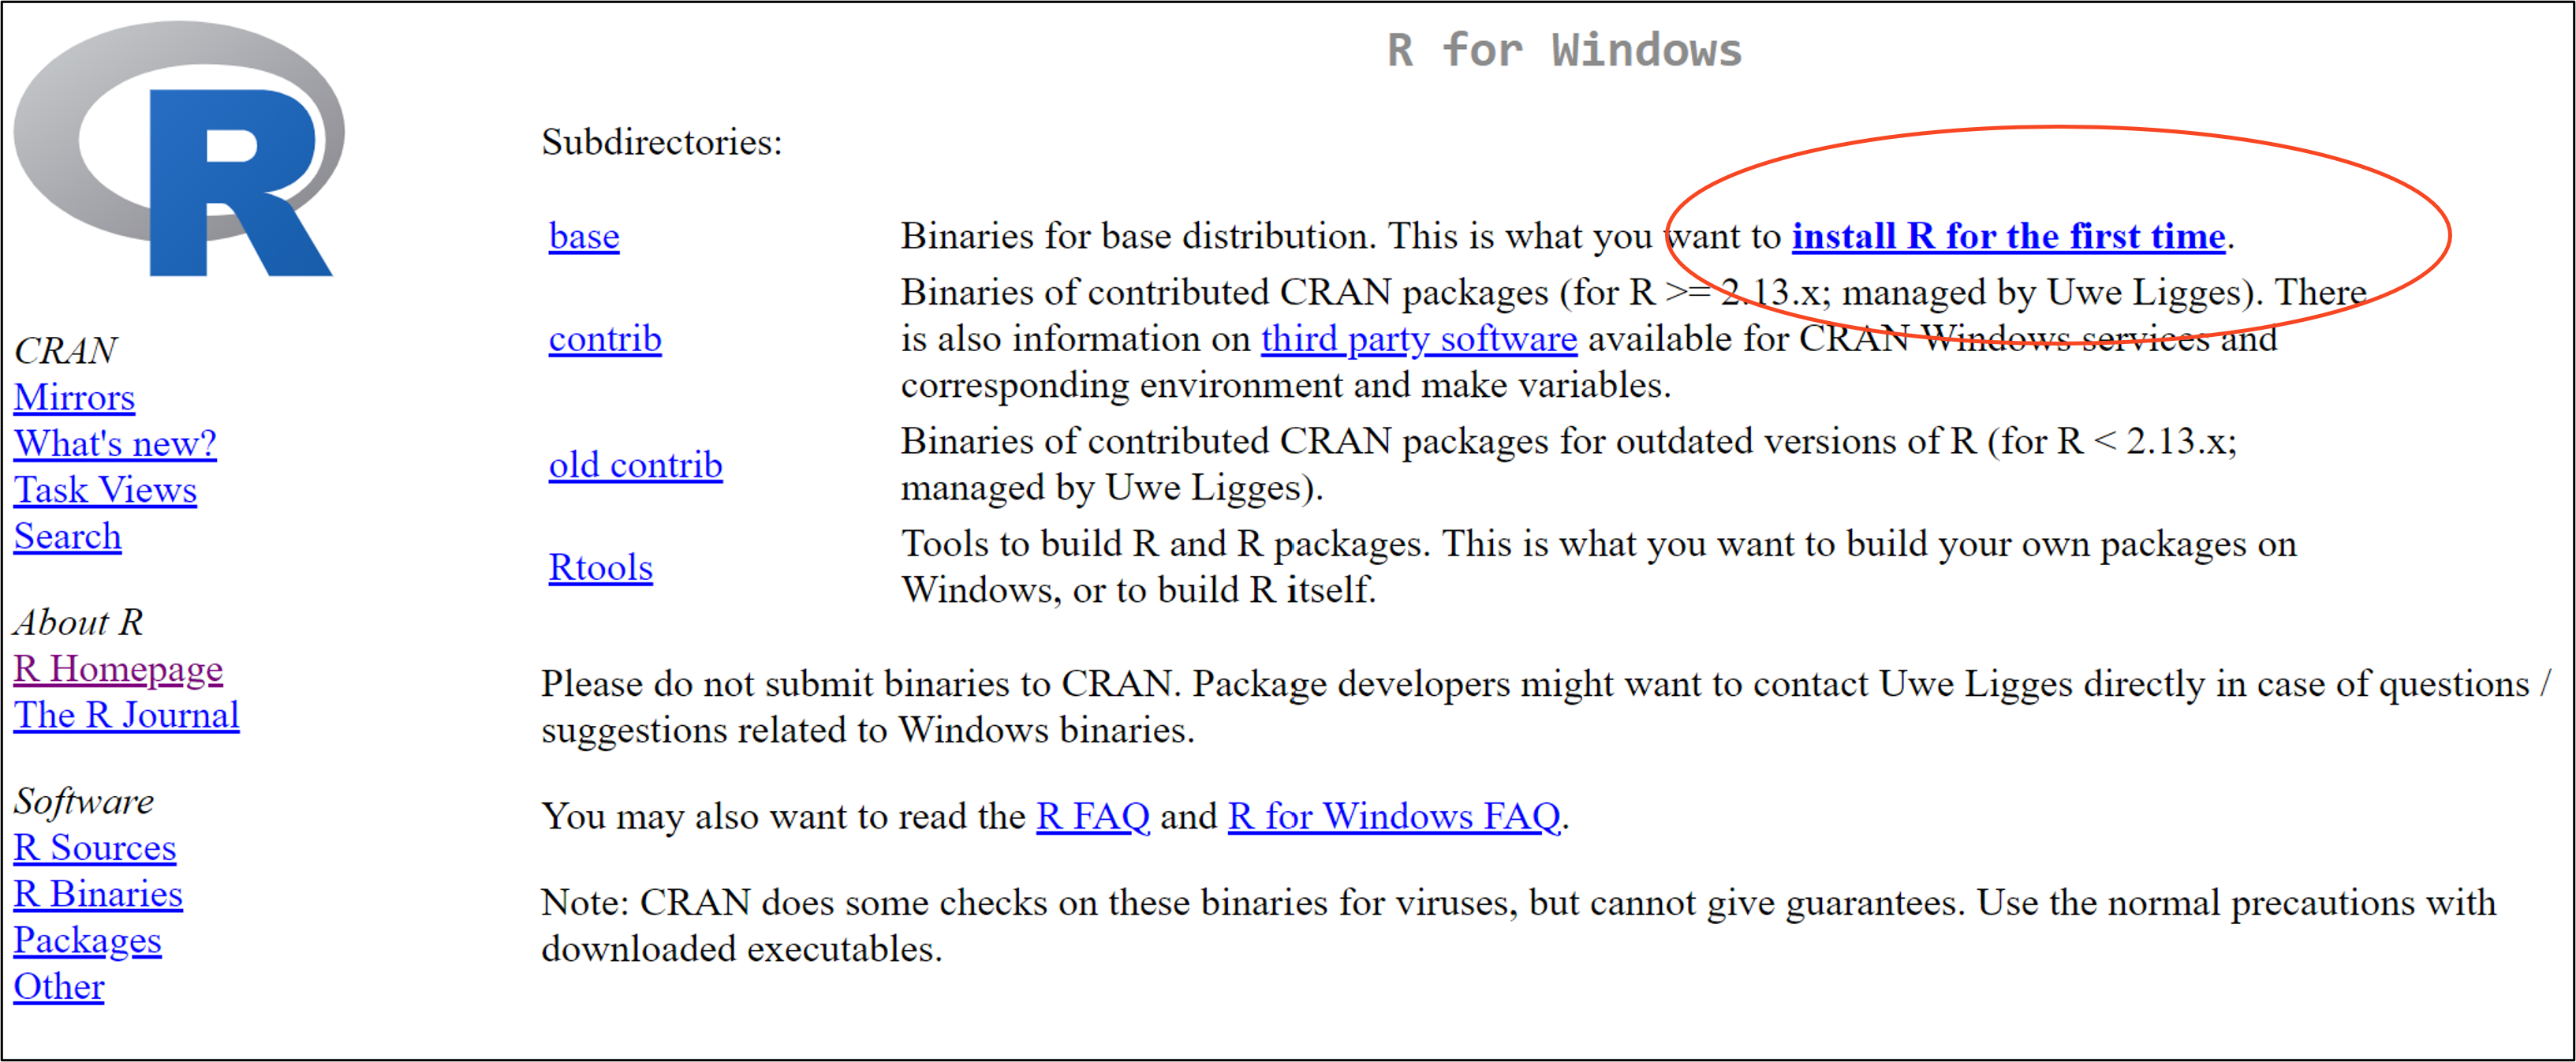 R
R for Windows
Subdirectories:
base
Binaries for base distribution. This is what you want to install R for the first time.
contrib
Binaries of contributed CRAN packages (for R >= 2.13.x; managed by Uwe Ligges). There
is also information on third party software available for CRAN Windows services and
corresponding environment and make variables.
old contrib
Binaries of contributed CRAN packages for outdated versions of R (for R < 2.13.x;
managed by Uwe Ligges).
Rtools
Tools to build R and R packages. This is what you want to build your own packages on
Windows, or to build R itself.
Please do not submit binaries to CRAN. Package developers might want to contact Uwe Ligges directly in case of questions /
suggestions related to Windows binaries.
You may also want to read the R FAQ and R for Windows FAQ.
Note: CRAN does some checks on these binaries for viruses, but cannot give guarantees. Use the normal precautions with
downloaded executables.
CRAN
Mirrors
What's new?
Task Views
Search
About R
R Homepage
The R Journal
Software
R Sources
R Binaries
Packages
Other